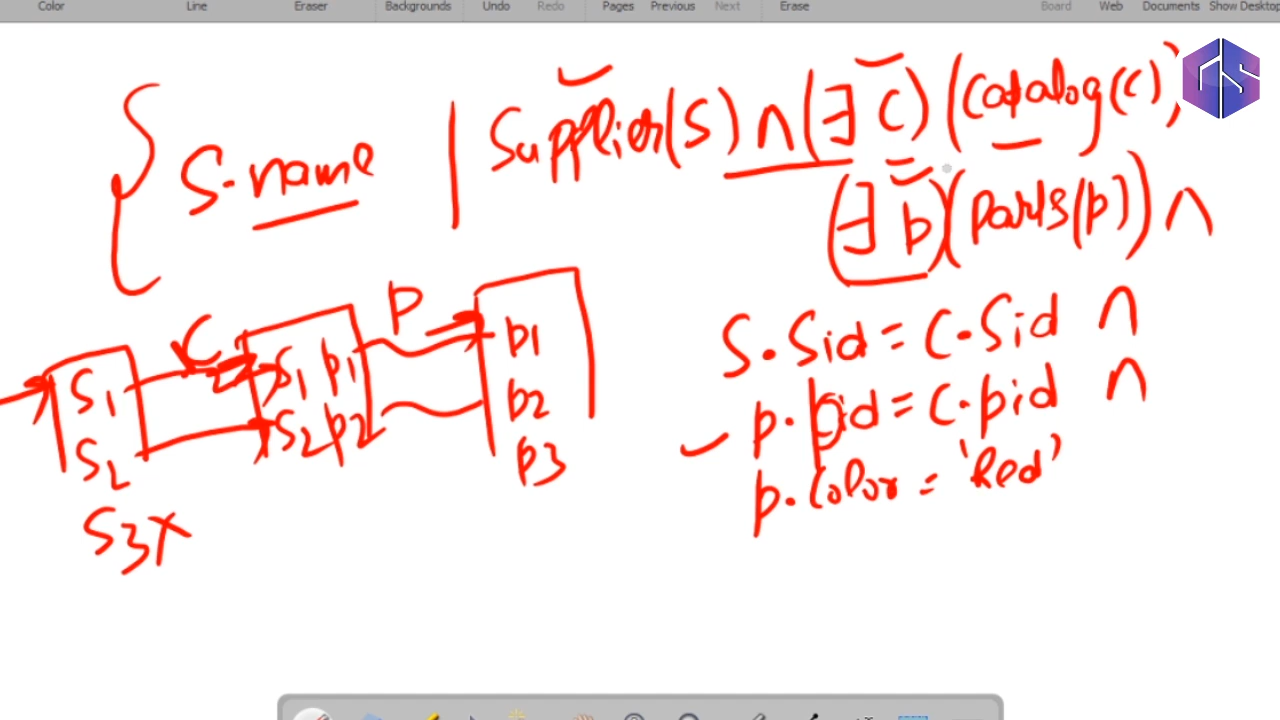 Color Line Eraser Backgrounds Undo Redo Pages Previous Next Erase Board Web Documents Show Desktop
{ S.name | Supplier(S) ∧ (∃ c) (Catalog(c)
(∃ p) (Parts(p)) ∧
S.Sid = C.Sid ∧
p.pid = C.pid ∧
p.Color = 'Red'
C P
S1 S1 p1 p1
S2 S2 p2 p2
S3 X p3